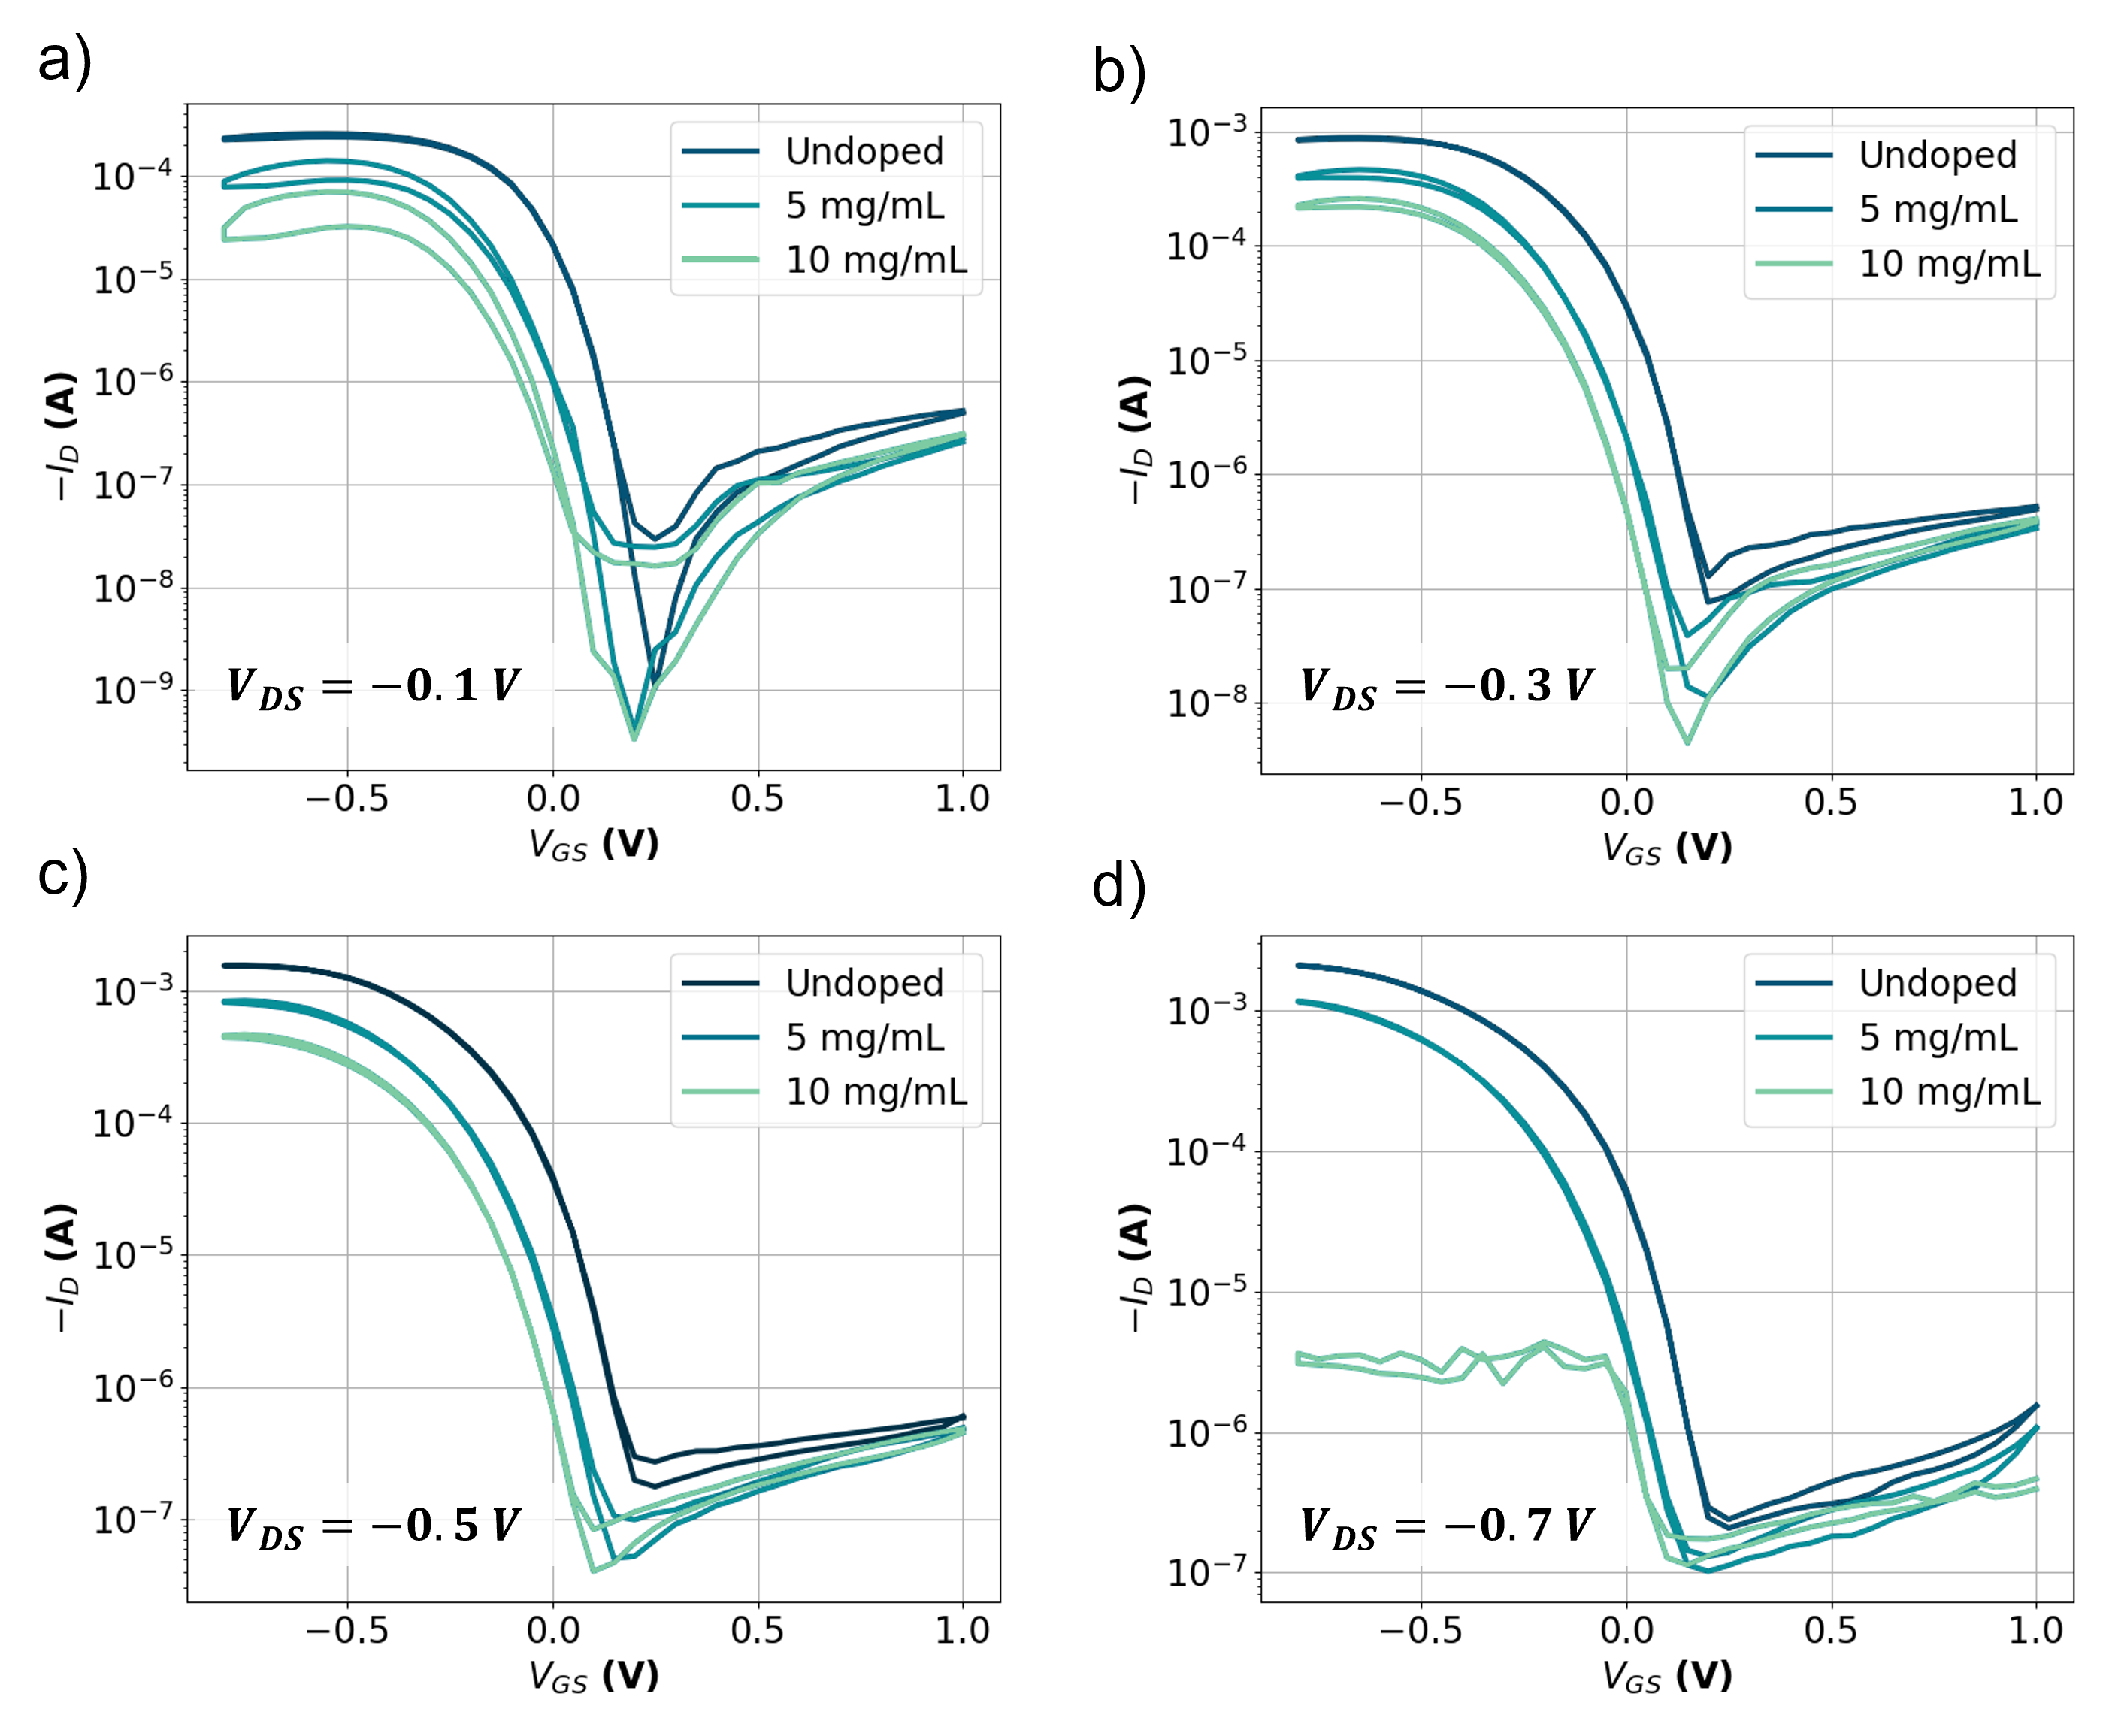 a)
10⁻⁴
10⁻⁵
10⁻⁶
10⁻⁷
10⁻⁸
10⁻⁹
−I_D (A)
Undoped
5 mg/mL
10 mg/mL
V_DS = −0.1 V
−0.5 0.0 0.5 1.0
V_GS (V)
b)
10⁻³
10⁻⁴
10⁻⁵
10⁻⁶
10⁻⁷
10⁻⁸
−I_D (A)
Undoped
5 mg/mL
10 mg/mL
V_DS = −0.3 V
−0.5 0.0 0.5 1.0
V_GS (V)
c)
10⁻³
10⁻⁴
10⁻⁵
10⁻⁶
10⁻⁷
−I_D (A)
Undoped
5 mg/mL
10 mg/mL
V_DS = −0.5 V
−0.5 0.0 0.5 1.0
V_GS (V)
d)
10⁻³
10⁻⁴
10⁻⁵
10⁻⁶
10⁻⁷
−I_D (A)
Undoped
5 mg/mL
10 mg/mL
V_DS = −0.7 V
−0.5 0.0 0.5 1.0
V_GS (V)